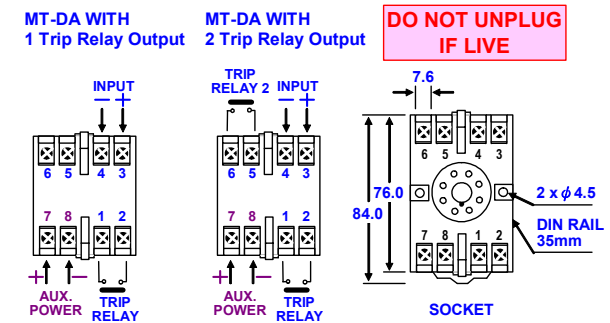 MT-DA WITH
1 Trip Relay Output
INPUT
− +
6 5 4 3
7 8 1 2
+ −
AUX.
POWER
TRIP
RELAY
MT-DA WITH
2 Trip Relay Output
TRIP
RELAY 2
INPUT
− +
6 5 4 3
7 8 1 2
+ −
AUX.
POWER
TRIP
RELAY
DO NOT UNPLUG
IF LIVE
7.6
6 5 4 3
76.0
84.0
2 x ϕ 4.5
7 8 1 2
DIN RAIL
35mm
SOCKET